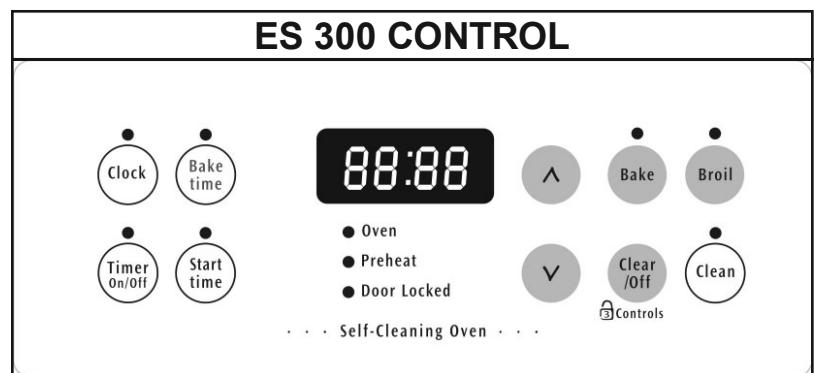 ES 300 CONTROL
Clock
Bake
time
88:88
∧
Bake
Broil
Timer
On/Off
Start
time
Oven
Preheat
Door Locked
∨
Clear
/Off
Clean
3 Controls
· · · Self-Cleaning Oven · · ·